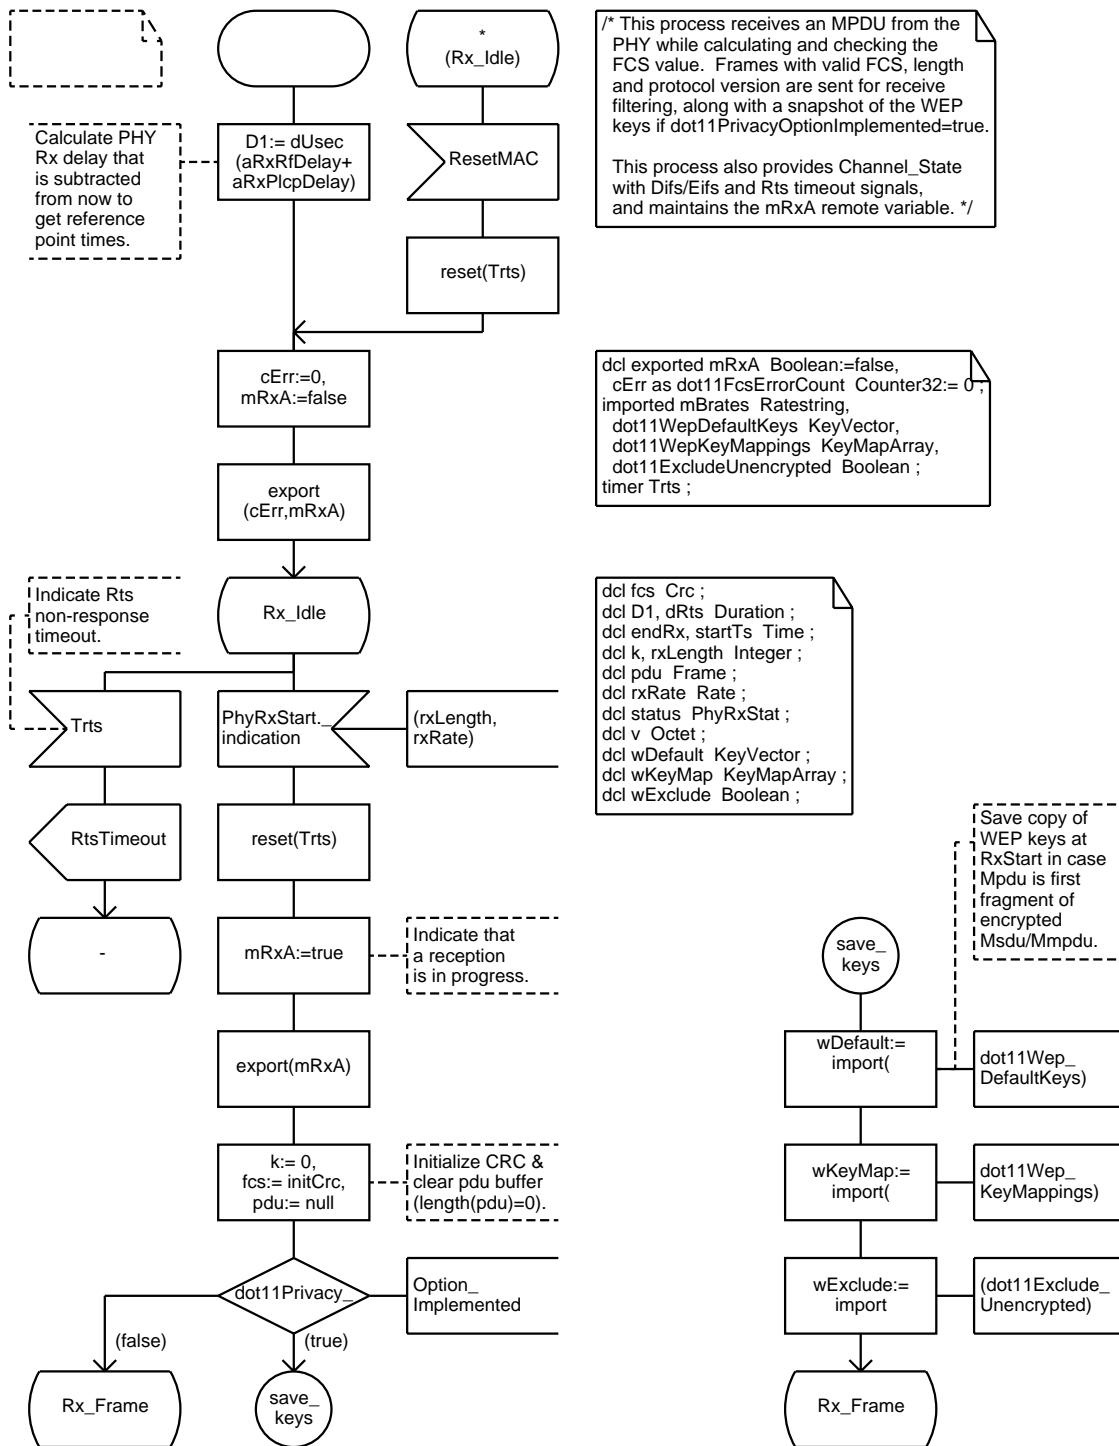 *
(Rx_Idle)
/* This process receives an MPDU from the
PHY while calculating and checking the
FCS value.  Frames with valid FCS, length
and protocol version are sent for receive
filtering, along with a snapshot of the WEP
keys if dot11PrivacyOptionImplemented=true.
This process also provides Channel_State
with Difs/Eifs and Rts timeout signals,
and maintains the mRxA remote variable. */
Calculate PHY
Rx delay that
is subtracted
from now to
get reference
point times.
D1:= dUsec
(aRxRfDelay+
aRxPlcpDelay)
ResetMAC
reset(Trts)
cErr:=0,
mRxA:=false
dcl exported mRxA  Boolean:=false,
cErr as dot11FcsErrorCount  Counter32:= 0 ;
imported mBrates  Ratestring,
dot11WepDefaultKeys  KeyVector,
dot11WepKeyMappings  KeyMapArray,
dot11ExcludeUnencrypted  Boolean ;
timer Trts ;
export
(cErr,mRxA)
Indicate Rts
non-response
timeout.
Rx_Idle
dcl fcs  Crc ;
dcl D1, dRts  Duration ;
dcl endRx, startTs  Time ;
dcl k, rxLength  Integer ;
dcl pdu  Frame ;
dcl rxRate  Rate ;
dcl status  PhyRxStat ;
dcl v  Octet ;
dcl wDefault  KeyVector ;
dcl wKeyMap  KeyMapArray ;
dcl wExclude  Boolean ;
Trts
PhyRxStart._
indication
(rxLength,
rxRate)
RtsTimeout
reset(Trts)
Save copy of
WEP keys at
RxStart in case
Mpdu is first
fragment of
encrypted
Msdu/Mmpdu.
-
mRxA:=true
Indicate that
a reception
is in progress.
save_
keys
export(mRxA)
wDefault:=
import(
dot11Wep_
DefaultKeys)
k:= 0,
fcs:= initCrc,
pdu:= null
Initialize CRC &
clear pdu buffer
(length(pdu)=0).
wKeyMap:=
import(
dot11Wep_
KeyMappings)
dot11Privacy_
Option_
Implemented
wExclude:=
import
(dot11Exclude_
Unencrypted)
(false)
(true)
Rx_Frame
save_
keys
Rx_Frame